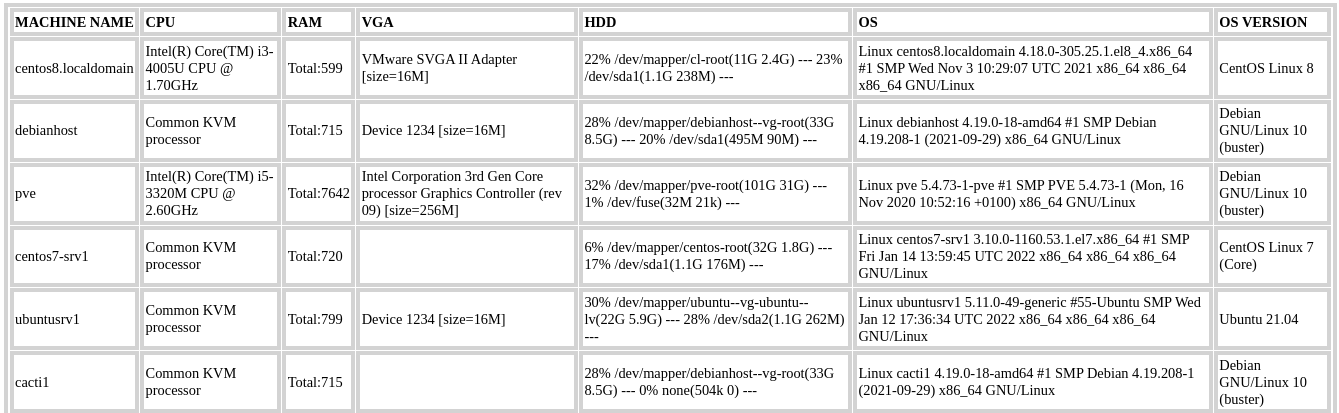 MACHINE NAME CPU RAM VGA HDD OS OS VERSION
centos8.localdomain
Intel(R) Core(TM) i3-
4005U CPU @
1.70GHz
Total:599
VMware SVGA II Adapter
[size=16M]
22% /dev/mapper/cl-root(11G 2.4G) --- 23%
/dev/sda1(1.1G 238M) ---
Linux centos8.localdomain 4.18.0-305.25.1.el8_4.x86_64
#1 SMP Wed Nov 3 10:29:07 UTC 2021 x86_64 x86_64
x86_64 GNU/Linux
CentOS Linux 8
debianhost
Common KVM
processor
Total:715
Device 1234 [size=16M]
28% /dev/mapper/debianhost--vg-root(33G
8.5G) --- 20% /dev/sda1(495M 90M) ---
Linux debianhost 4.19.0-18-amd64 #1 SMP Debian
4.19.208-1 (2021-09-29) x86_64 GNU/Linux
Debian
GNU/Linux 10
(buster)
pve
Intel(R) Core(TM) i5-
3320M CPU @
2.60GHz
Total:7642
Intel Corporation 3rd Gen Core
processor Graphics Controller (rev
09) [size=256M]
32% /dev/mapper/pve-root(101G 31G) ---
1% /dev/fuse(32M 21k) ---
Linux pve 5.4.73-1-pve #1 SMP PVE 5.4.73-1 (Mon, 16
Nov 2020 10:52:16 +0100) x86_64 GNU/Linux
Debian
GNU/Linux 10
(buster)
centos7-srv1
Common KVM
processor
Total:720
6% /dev/mapper/centos-root(32G 1.8G) ---
17% /dev/sda1(1.1G 176M) ---
Linux centos7-srv1 3.10.0-1160.53.1.el7.x86_64 #1 SMP
Fri Jan 14 13:59:45 UTC 2022 x86_64 x86_64 x86_64
GNU/Linux
CentOS Linux 7
(Core)
ubuntusrv1
Common KVM
processor
Total:799
Device 1234 [size=16M]
30% /dev/mapper/ubuntu--vg-ubuntu--
lv(22G 5.9G) --- 28% /dev/sda2(1.1G 262M)
---
Linux ubuntusrv1 5.11.0-49-generic #55-Ubuntu SMP Wed
Jan 12 17:36:34 UTC 2022 x86_64 x86_64 x86_64
GNU/Linux
Ubuntu 21.04
cacti1
Common KVM
processor
Total:715
28% /dev/mapper/debianhost--vg-root(33G
8.5G) --- 0% none(504k 0) ---
Linux cacti1 4.19.0-18-amd64 #1 SMP Debian 4.19.208-1
(2021-09-29) x86_64 GNU/Linux
Debian
GNU/Linux 10
(buster)